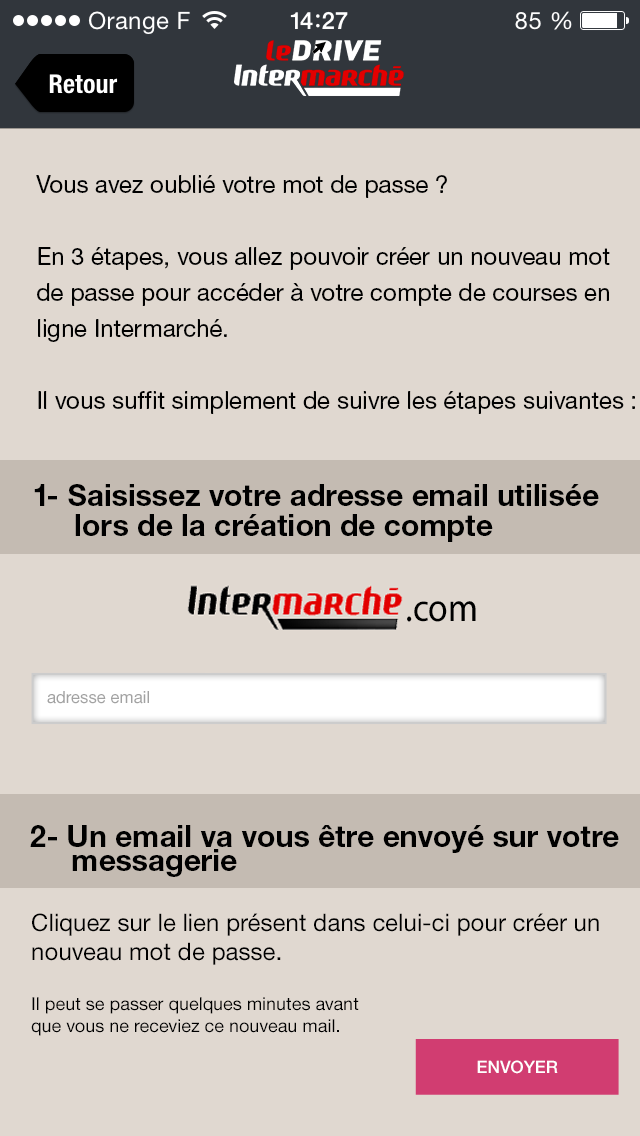 Orange F 14:27 85 %
Retour
leDRIVE
Intermarché
Vous avez oublié votre mot de passe ?
En 3 étapes, vous allez pouvoir créer un nouveau mot
de passe pour accéder à votre compte de courses en
ligne Intermarché.
Il vous suffit simplement de suivre les étapes suivantes :
1- Saisissez votre adresse email utilisée
lors de la création de compte
Intermarché.com
adresse email
2- Un email va vous être envoyé sur votre
messagerie
Cliquez sur le lien présent dans celui-ci pour créer un
nouveau mot de passe.
Il peut se passer quelques minutes avant
que vous ne receviez ce nouveau mail.
ENVOYER